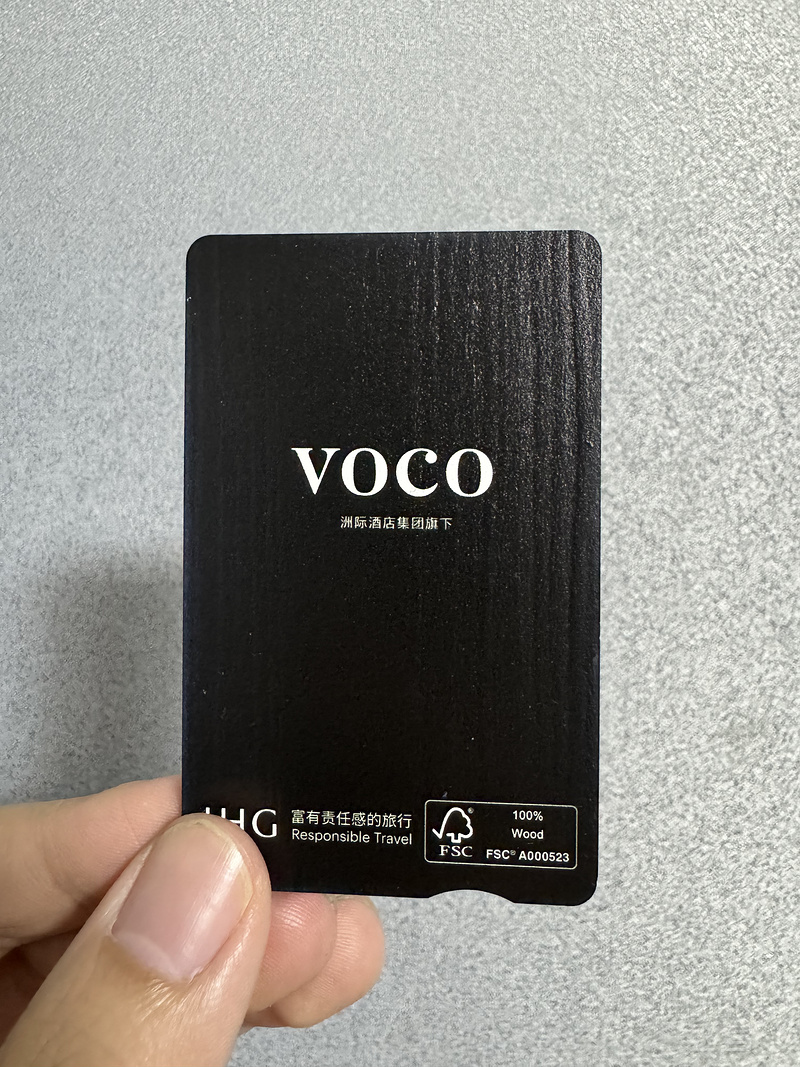 voco
洲际酒店集团旗下
IHG
富有责任感的旅行
Responsible Travel
FSC
100%
Wood
FSC® A000523